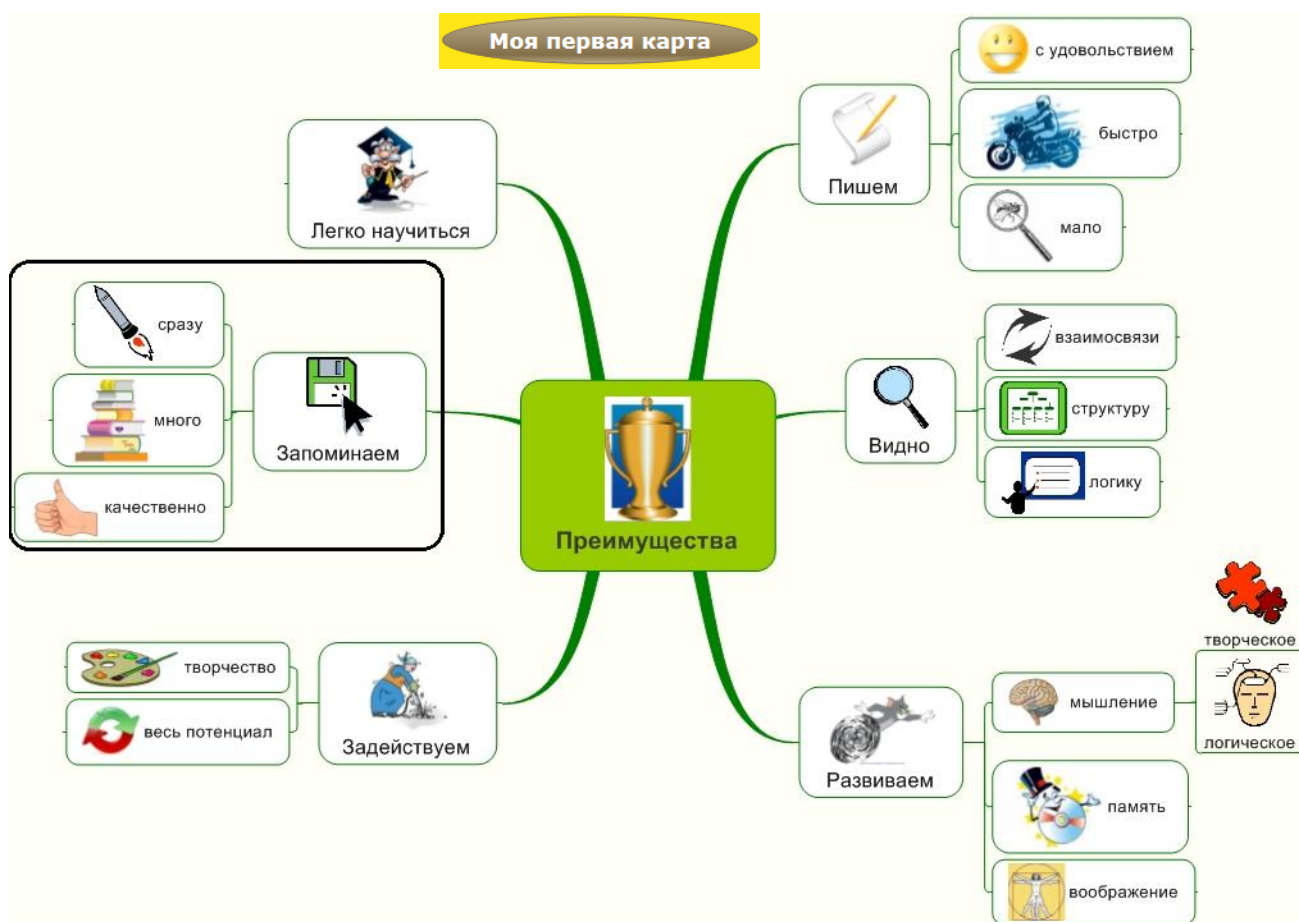 Моя первая карта
Легко научиться
Запоминаем
сразу
много
качественно
Задействуем
творчество
весь потенциал
Преимущества
Пишем
с удовольствием
быстро
мало
Видно
взаимосвязи
структуру
логику
Развиваем
мышление
творческое
логическое
память
воображение